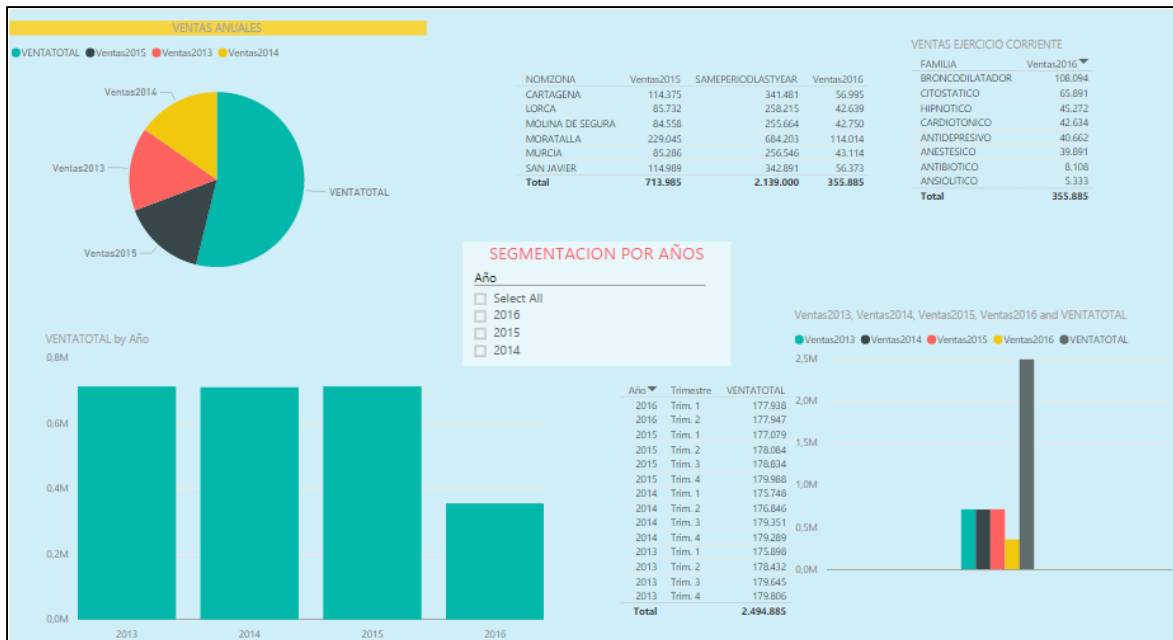 VENTAS ANUALES
VENTATOTAL Ventas2015 Ventas2013 Ventas2014
Ventas2014
Ventas2013
VENTATOTAL
Ventas2015
NOMZONA Ventas2015 SAMEPERIODLASTYEAR Ventas2016
CARTAGENA 114.375 341.481 56.995
LORCA 85.732 258.215 42.639
MOLINA DE SEGURA 84.558 255.664 42.750
MORATALLA 229.045 684.203 114.014
MURCIA 85.286 256.546 43.114
SAN JAVIER 114.989 342.891 56.373
Total 713.985 2.139.000 355.885
VENTAS EJERCICIO CORRIENTE
FAMILIA Ventas2016
BRONCODILATADOR 108.094
CITOSTATICO 65.891
HIPNOTICO 45.272
CARDIOTONICO 42.634
ANTIDEPRESIVO 40.662
ANESTESICO 39.891
ANTIBIOTICO 8.108
ANSIOLITICO 5.333
Total 355.885
SEGMENTACION POR AÑOS
Año
Select All
2016
2015
2014
VENTATOTAL by Año
0,8M
0,6M
0,4M
0,2M
0,0M
2013 2014 2015 2016
Año Trimestre VENTATOTAL
2016 Trim. 1 177.938
2016 Trim. 2 177.947
2015 Trim. 1 177.079
2015 Trim. 2 178.084
2015 Trim. 3 178.834
2015 Trim. 4 179.988
2014 Trim. 1 175.748
2014 Trim. 2 176.846
2014 Trim. 3 179.351
2014 Trim. 4 179.289
2013 Trim. 1 175.898
2013 Trim. 2 178.432
2013 Trim. 3 179.645
2013 Trim. 4 179.806
Total 2.494.885
Ventas2013, Ventas2014, Ventas2015, Ventas2016 and VENTATOTAL
Ventas2013 Ventas2014 Ventas2015 Ventas2016 VENTATOTAL
2,5M
2,0M
1,5M
1,0M
0,5M
0,0M